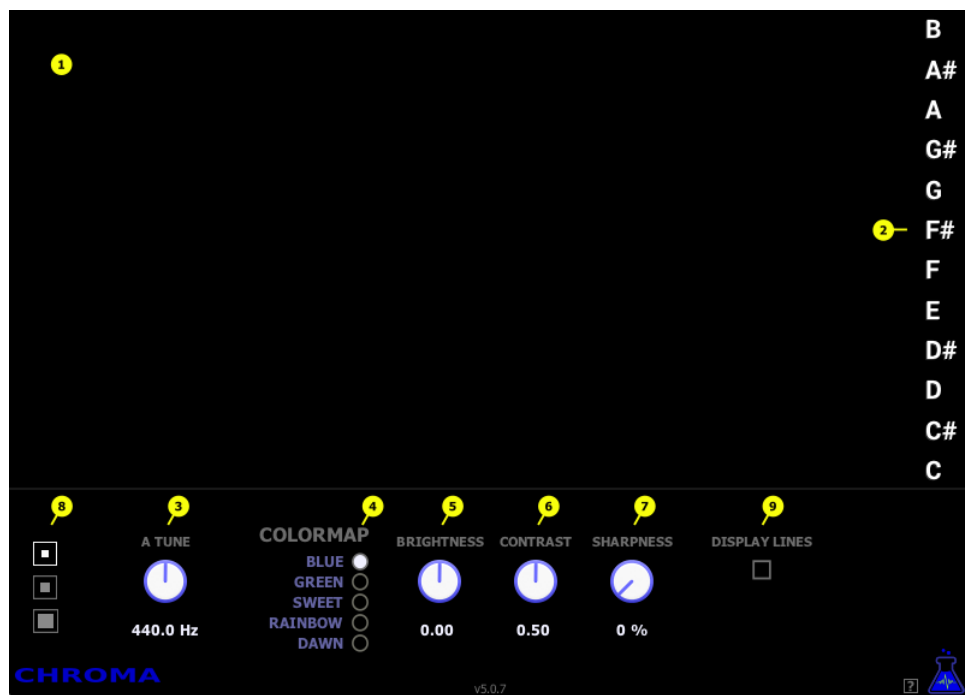 B
1
A#
A
G#
G
2 F#
F
E
D#
D
C#
C
8 3 4 5 6 7 9
A TUNE
COLORMAP
BRIGHTNESS CONTRAST SHARPNESS DISPLAY LINES
BLUE
GREEN
SWEET
RAINBOW
DAWN
440.0 Hz 0.00 0.50 0 %
CHROMA
v5.0.7
?